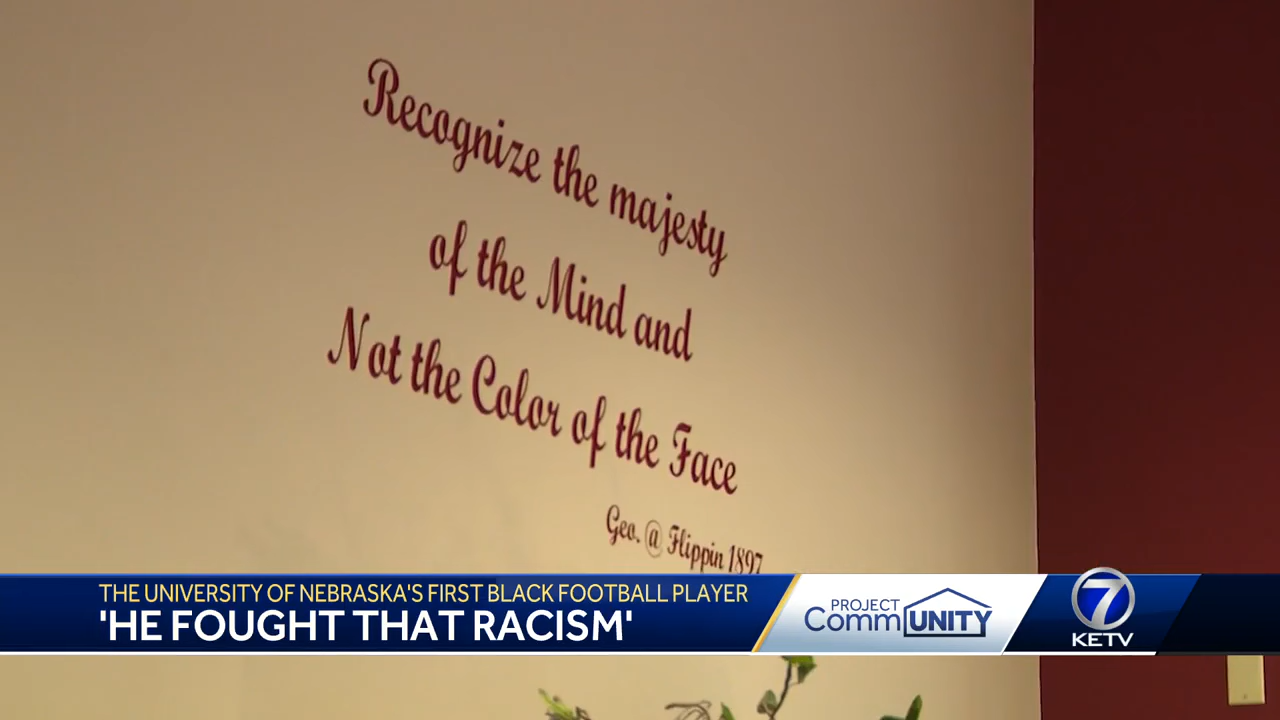 Recognize the majesty
of the Mind and
Not the Color of the Face
Geo. @ Flippin 1897
THE UNIVERSITY OF NEBRASKA'S FIRST BLACK FOOTBALL PLAYER
'HE FOUGHT THAT RACISM'
PROJECT
CommUNITY
7
KETV